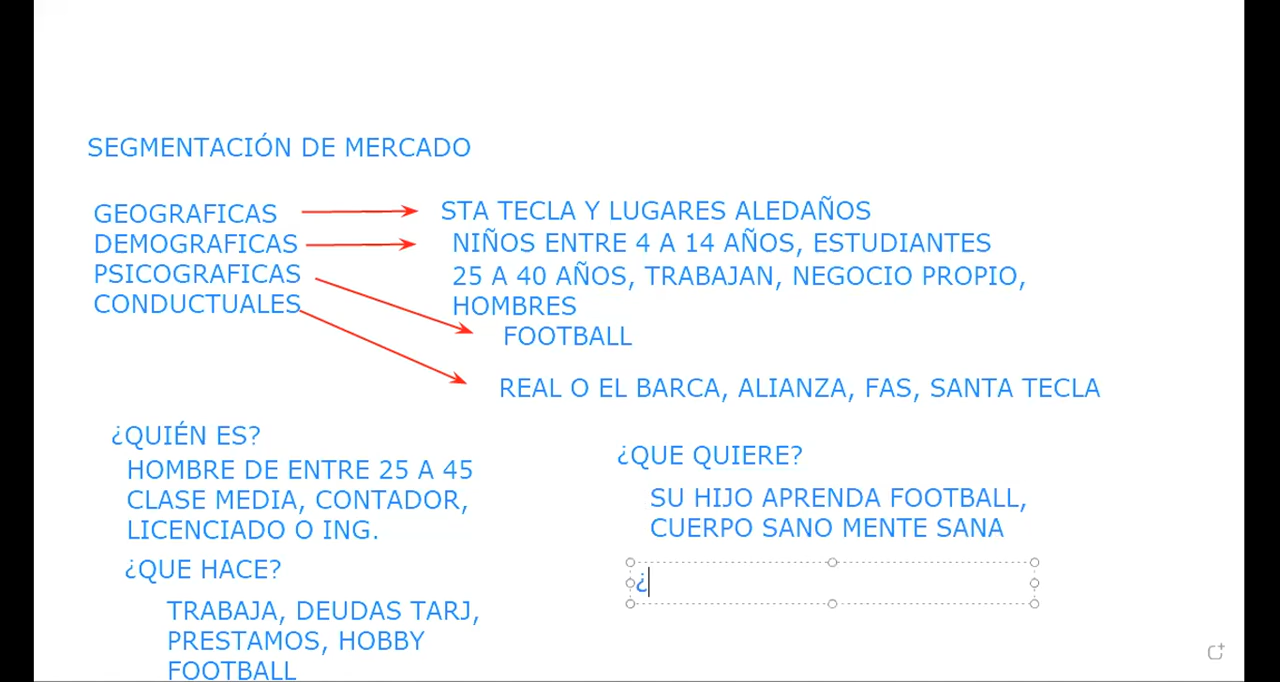 SEGMENTACIÓN DE MERCADO
GEOGRAFICAS
STA TECLA Y LUGARES ALEDAÑOS
DEMOGRAFICAS
NIÑOS ENTRE 4 A 14 AÑOS, ESTUDIANTES
PSICOGRAFICAS
25 A 40 AÑOS, TRABAJAN, NEGOCIO PROPIO,
HOMBRES
CONDUCTUALES
FOOTBALL
REAL O EL BARCA, ALIANZA, FAS, SANTA TECLA
¿QUIÉN ES?
HOMBRE DE ENTRE 25 A 45
CLASE MEDIA, CONTADOR,
LICENCIADO O ING.
¿QUE HACE?
TRABAJA, DEUDAS TARJ,
PRESTAMOS, HOBBY
FOOTBALL
¿QUE QUIERE?
SU HIJO APRENDA FOOTBALL,
CUERPO SANO MENTE SANA
¿